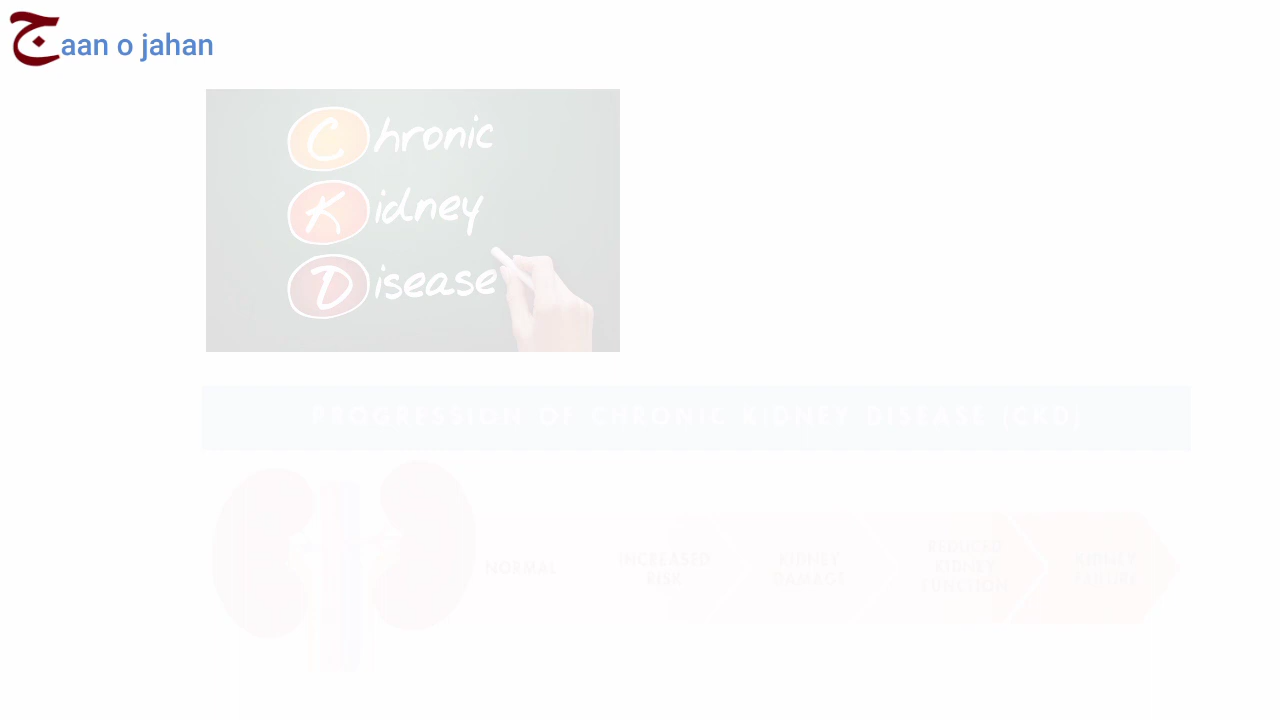 جaan o jahan
Chronic
Kidney
Disease
PROGRESSION OF CHRONIC KIDNEY DISEASE (CKD)
NORMAL
INCREASED
RISK
KIDNEY
DAMAGE
REDUCED
KIDNEY
FUNCTION
KIDNEY
FAILURE